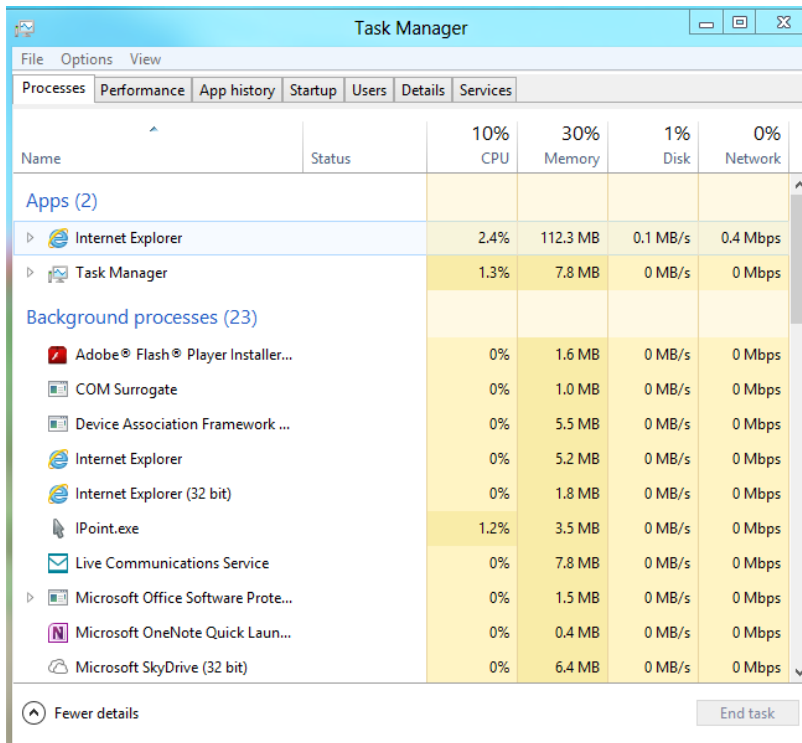 Task Manager
File Options View
Processes Performance App history Startup Users Details Services
10% 30% 1% 0%
Name Status CPU Memory Disk Network
Apps (2)
Internet Explorer 2.4% 112.3 MB 0.1 MB/s 0.4 Mbps
Task Manager 1.3% 7.8 MB 0 MB/s 0 Mbps
Background processes (23)
Adobe® Flash® Player Installer... 0% 1.6 MB 0 MB/s 0 Mbps
COM Surrogate 0% 1.0 MB 0 MB/s 0 Mbps
Device Association Framework ... 0% 5.5 MB 0 MB/s 0 Mbps
Internet Explorer 0% 5.2 MB 0 MB/s 0 Mbps
Internet Explorer (32 bit) 0% 1.8 MB 0 MB/s 0 Mbps
IPoint.exe 1.2% 3.5 MB 0 MB/s 0 Mbps
Live Communications Service 0% 7.8 MB 0 MB/s 0 Mbps
Microsoft Office Software Prote... 0% 1.5 MB 0 MB/s 0 Mbps
Microsoft OneNote Quick Laun... 0% 0.4 MB 0 MB/s 0 Mbps
Microsoft SkyDrive (32 bit) 0% 6.4 MB 0 MB/s 0 Mbps
Fewer details End task